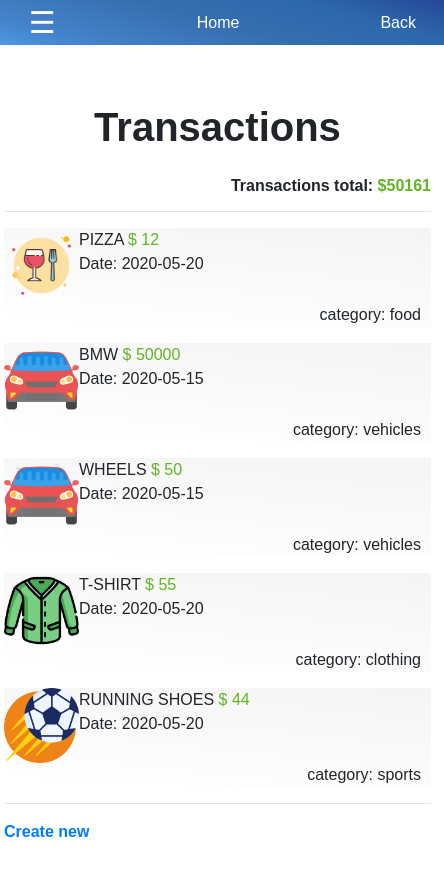 ☰ Home Back
Transactions
Transactions total: $50161
PIZZA $ 12
Date: 2020-05-20
category: food
BMW $ 50000
Date: 2020-05-15
category: vehicles
WHEELS $ 50
Date: 2020-05-15
category: vehicles
T-SHIRT $ 55
Date: 2020-05-20
category: clothing
RUNNING SHOES $ 44
Date: 2020-05-20
category: sports
Create new